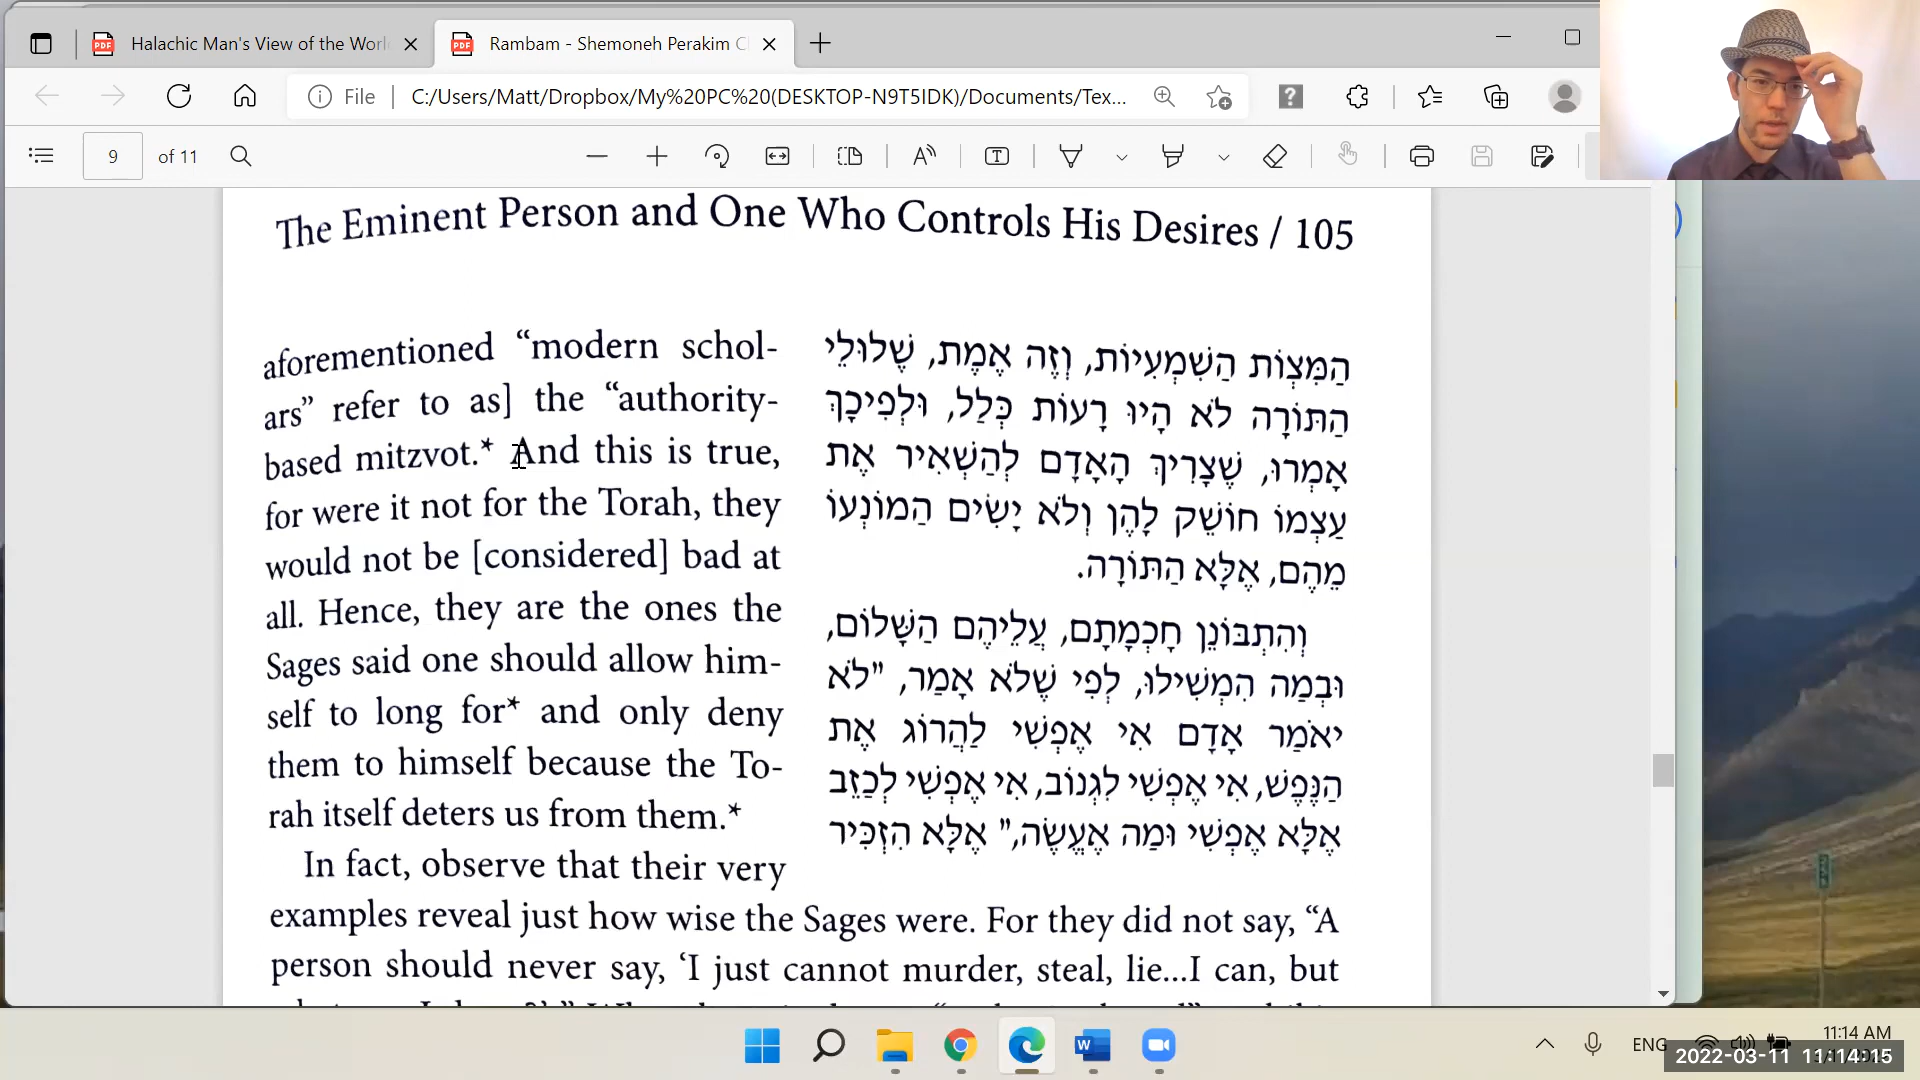 Halachic Man's View of the Worl
Rambam - Shemoneh Perakim C
File
C:/Users/Matt/Dropbox/My%20PC%20(DESKTOP-N9T5IDK)/Documents/Tex...
9
of 11
The Eminent Person and One Who Controls His Desires / 105
aforementioned “modern schol-
ars” refer to as] the “authority-
based mitzvot.* And this is true,
for were it not for the Torah, they
would not be [considered] bad at
all. Hence, they are the ones the
Sages said one should allow him-
self to long for* and only deny
them to himself because the To-
rah itself deters us from them.*
In fact, observe that their very
examples reveal just how wise the Sages were. For they did not say, “A
person should never say, ‘I just cannot murder, steal, lie...I can, but
הַמִּצְוֹת הַשִּׁמְעִיּוֹת, וְזֶה אֱמֶת, שֶׁלּוּלֵי
הַתּוֹרָה לֹא הָיוּ רָעוֹת כְּלַל, וּלְפִיכָךְ
אָמְרוּ, שֶׁצָּרִיךְ הָאָדָם לְהַשְׁאִיר אֶת
עַצְמוֹ חוֹשֵׁק לָהֶן וְלֹא יָשִׂים הַמּוֹנְעוֹ
מֵהֶם, אֶלָּא הַתּוֹרָה.
וְהִתְבּוֹנֵן חָכְמָתָם, עֲלֵיהֶם הַשָּׁלוֹם,
וּבְמַה הִמְשִׁילוּ, לְפִי שֶׁלֹּא אָמַר, "לֹא
יֹאמַר אָדָם אִי אֶפְשִׁי לַהֲרוֹג אֶת
הַנֶּפֶשׁ, אִי אֶפְשִׁי לִגְנוֹב, אִי אֶפְשִׁי לְכַזֵּב
אֶלָּא אֶפְשִׁי וּמַה אֶעֱשֶׂה," אֶלָּא הִזְכִּיר
ENG
11:14 AM
2022-03-11 11:14:15